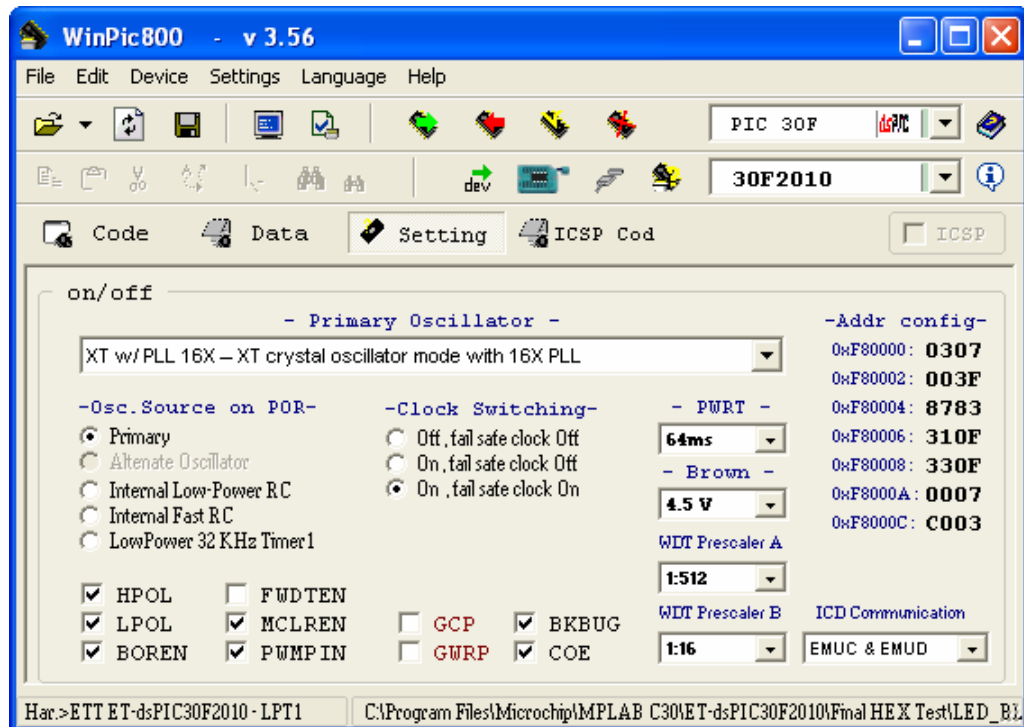 WinPic800 - v 3.56
File Edit Device Settings Language Help
PIC 30F dsPIC
dev 30F2010
Code Data Setting ICSP Cod ICSP
on/off
- Primary Oscillator - -Addr config-
XT w/ PLL 16X – XT crystal oscillator mode with 16X PLL 0xF80000: 0307
0xF80002: 003F
-Osc.Source on POR- -Clock Switching- - PWRT - 0xF80004: 8783
Primary Off , fail safe clock Off 64ms 0xF80006: 310F
Altenate Oscillator On , fail safe clock Off - Brown - 0xF80008: 330F
Internal Low-Power RC On , fail safe clock On 4.5 V 0xF8000A: 0007
Internal Fast RC 0xF8000C: C003
LowPower 32 KHz Timer1 WDT Prescaler A
1:512
HPOL FWDTEN WDT Prescaler B ICD Communication
LPOL MCLREN GCP BKBUG
BOREN PWMPIN GWRP COE 1:16 EMUC & EMUD
Har.>ETT ET-dsPIC30F2010 - LPT1 C:\Program Files\Microchip\MPLAB C30\ET-dsPIC30F2010\Final HEX Test\LED_